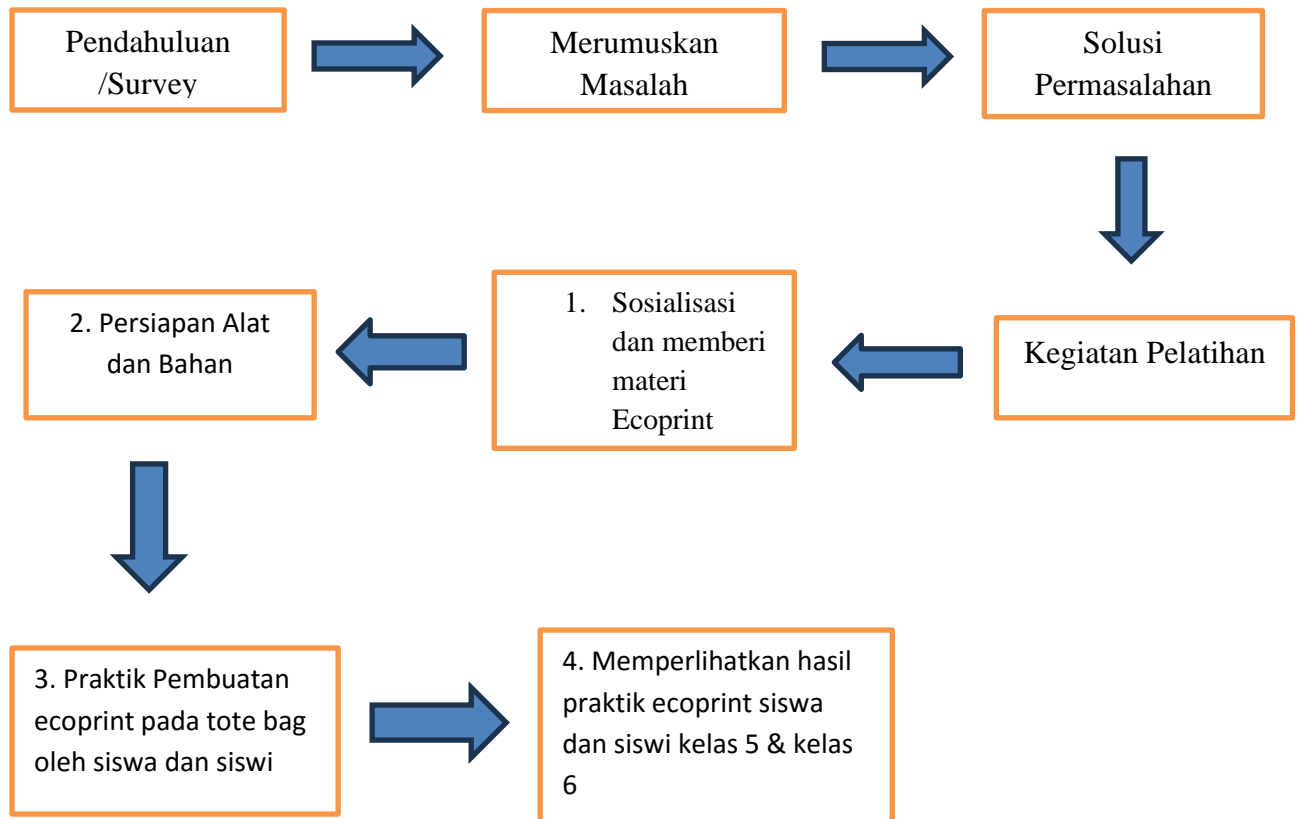 Pendahuluan
/Survey
Merumuskan
Masalah
Solusi
Permasalahan
Kegiatan Pelatihan
1. Sosialisasi
dan memberi
materi
Ecoprint
2. Persiapan Alat
dan Bahan
3. Praktik Pembuatan
ecoprint pada tote bag
oleh siswa dan siswi
4. Memperlihatkan hasil
praktik ecoprint siswa
dan siswi kelas 5 & kelas
6